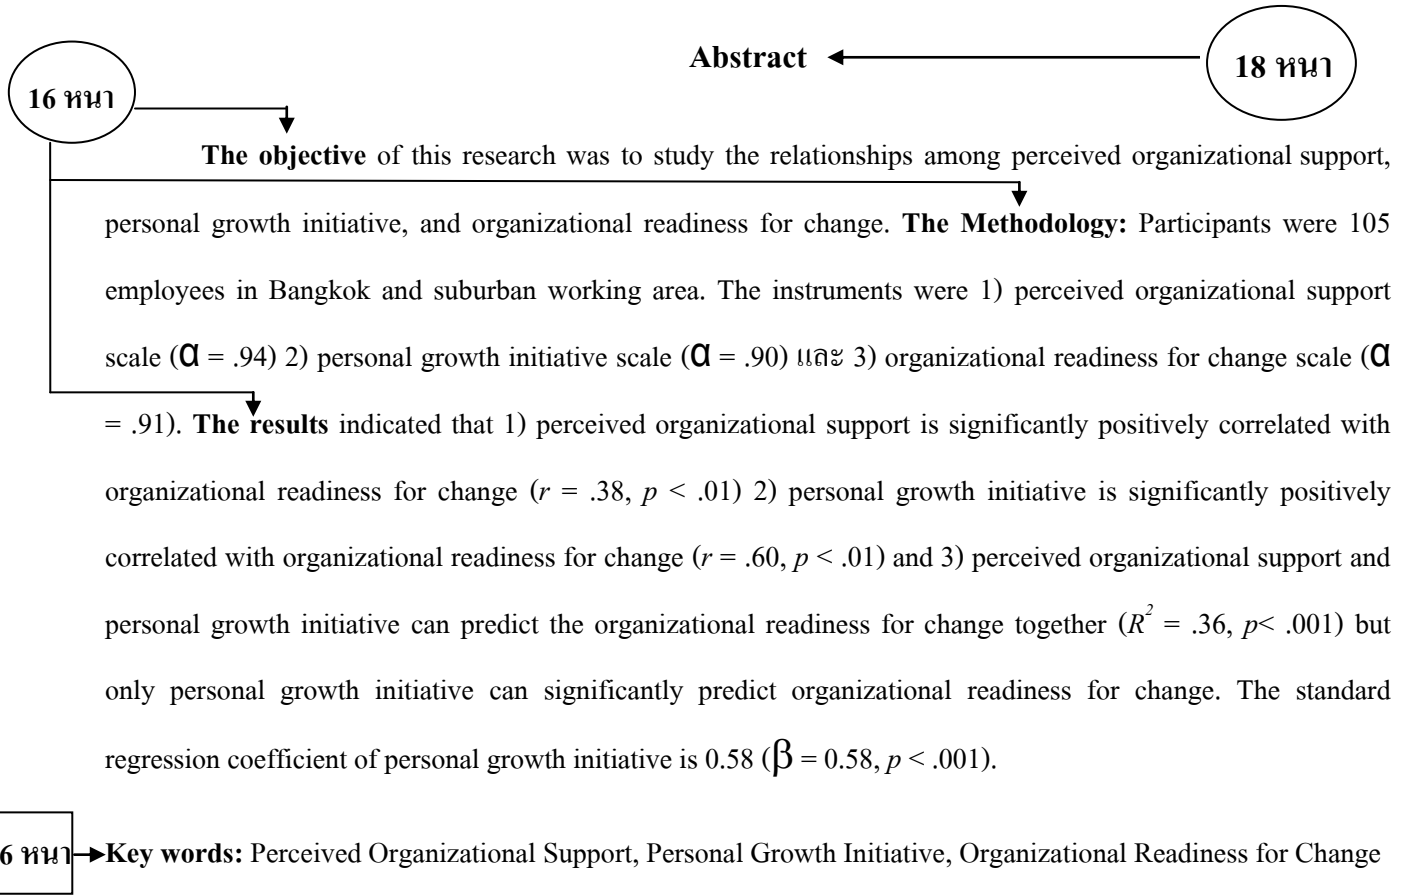 Abstract
18 หนา
16 หนา
The objective of this research was to study the relationships among perceived organizational support,
personal growth initiative, and organizational readiness for change. The Methodology: Participants were 105
employees in Bangkok and suburban working area. The instruments were 1) perceived organizational support
scale (α = .94) 2) personal growth initiative scale (α = .90) และ 3) organizational readiness for change scale (α
= .91). The results indicated that 1) perceived organizational support is significantly positively correlated with
organizational readiness for change (r = .38, p < .01) 2) personal growth initiative is significantly positively
correlated with organizational readiness for change (r = .60, p < .01) and 3) perceived organizational support and
personal growth initiative can predict the organizational readiness for change together (R² = .36, p< .001) but
only personal growth initiative can significantly predict organizational readiness for change. The standard
regression coefficient of personal growth initiative is 0.58 (β = 0.58, p < .001).
6 หนา
Key words: Perceived Organizational Support, Personal Growth Initiative, Organizational Readiness for Change